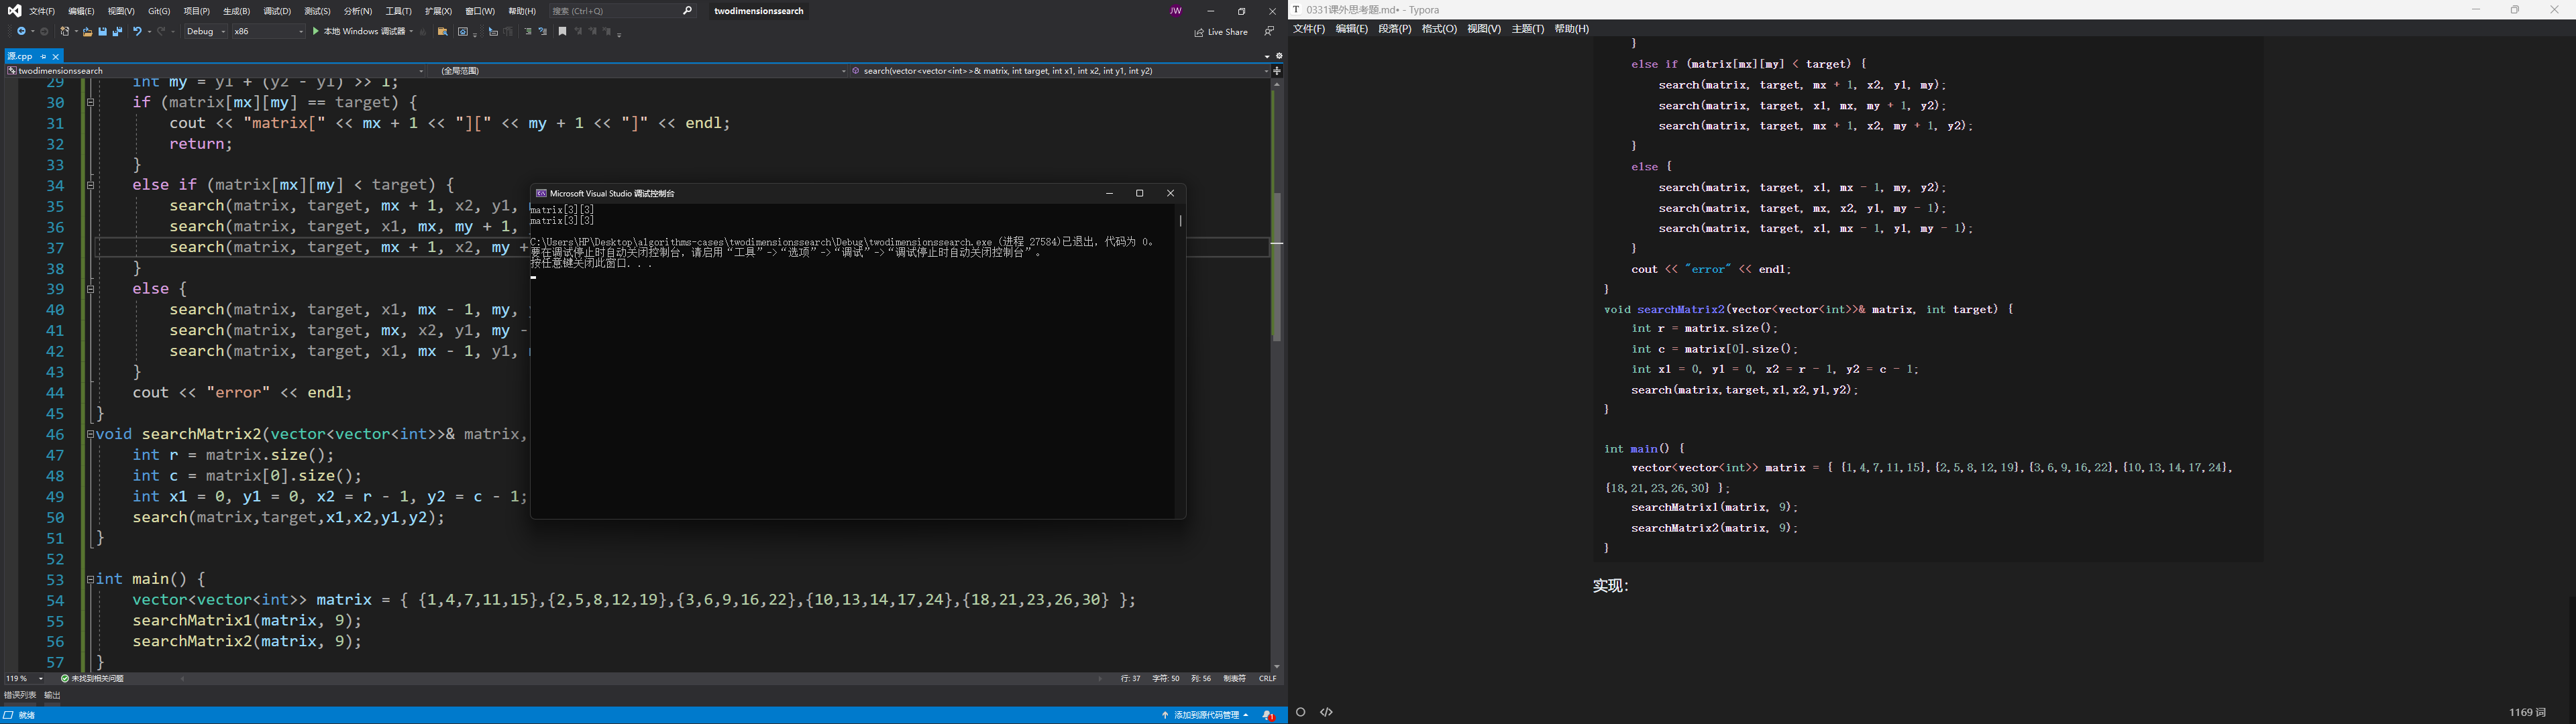 文件(F) 编辑(E) 视图(V) Git(G) 项目(P) 生成(B) 调试(D) 测试(S) 分析(N) 工具(T) 扩展(X) 窗口(W) 帮助(H) 搜索 (Ctrl+Q) twodimensionssearch JW
Debug x86 本地 Windows 调试器 Live Share
源.cpp
twodimensionssearch (全局范围) search(vector<vector<int>>& matrix, int target, int x1, int x2, int y1, int y2)
29 int my = y1 + (y2 - y1) >> 1;
30 if (matrix[mx][my] == target) {
31 cout << "matrix[" << mx + 1 << "][" << my + 1 << "]" << endl;
32 return;
33 }
34 else if (matrix[mx][my] < target) {
35 search(matrix, target, mx + 1, x2, y1,
36 search(matrix, target, x1, mx, my + 1,
37 search(matrix, target, mx + 1, x2, my +
38 }
39 else {
40 search(matrix, target, x1, mx - 1, my,
41 search(matrix, target, mx, x2, y1, my -
42 search(matrix, target, x1, mx - 1, y1,
43 }
44 cout << "error" << endl;
45 }
46 void searchMatrix2(vector<vector<int>>& matrix,
47 int r = matrix.size();
48 int c = matrix[0].size();
49 int x1 = 0, y1 = 0, x2 = r - 1, y2 = c - 1;
50 search(matrix,target,x1,x2,y1,y2);
51 }
52
53 int main() {
54 vector<vector<int>> matrix = { {1,4,7,11,15},{2,5,8,12,19},{3,6,9,16,22},{10,13,14,17,24},{18,21,23,26,30} };
55 searchMatrix1(matrix, 9);
56 searchMatrix2(matrix, 9);
57 }
119 % 未找到相关问题 行: 37 字符: 50 列: 56 制表符 CRLF
错误列表 输出
就绪 添加到源代码管理 1
Microsoft Visual Studio 调试控制台
matrix[3][3]
matrix[3][3]
C:\Users\HP\Desktop\algorithms-cases\twodimensionssearch\Debug\twodimensionssearch.exe (进程 27584)已退出，代码为 0。
要在调试停止时自动关闭控制台，请启用“工具”->“选项”->“调试”->“调试停止时自动关闭控制台”。
按任意键关闭此窗口. . .
T 0331课外思考题.md• - Typora
文件(F) 编辑(E) 段落(P) 格式(O) 视图(V) 主题(T) 帮助(H)
}
else if (matrix[mx][my] < target) {
search(matrix, target, mx + 1, x2, y1, my);
search(matrix, target, x1, mx, my + 1, y2);
search(matrix, target, mx + 1, x2, my + 1, y2);
}
else {
search(matrix, target, x1, mx - 1, my, y2);
search(matrix, target, mx, x2, y1, my - 1);
search(matrix, target, x1, mx - 1, y1, my - 1);
}
cout << "error" << endl;
}
void searchMatrix2(vector<vector<int>>& matrix, int target) {
int r = matrix.size();
int c = matrix[0].size();
int x1 = 0, y1 = 0, x2 = r - 1, y2 = c - 1;
search(matrix,target,x1,x2,y1,y2);
}
int main() {
vector<vector<int>> matrix = { {1,4,7,11,15},{2,5,8,12,19},{3,6,9,16,22},{10,13,14,17,24},
{18,21,23,26,30} };
searchMatrix1(matrix, 9);
searchMatrix2(matrix, 9);
}
实现：
1169 词